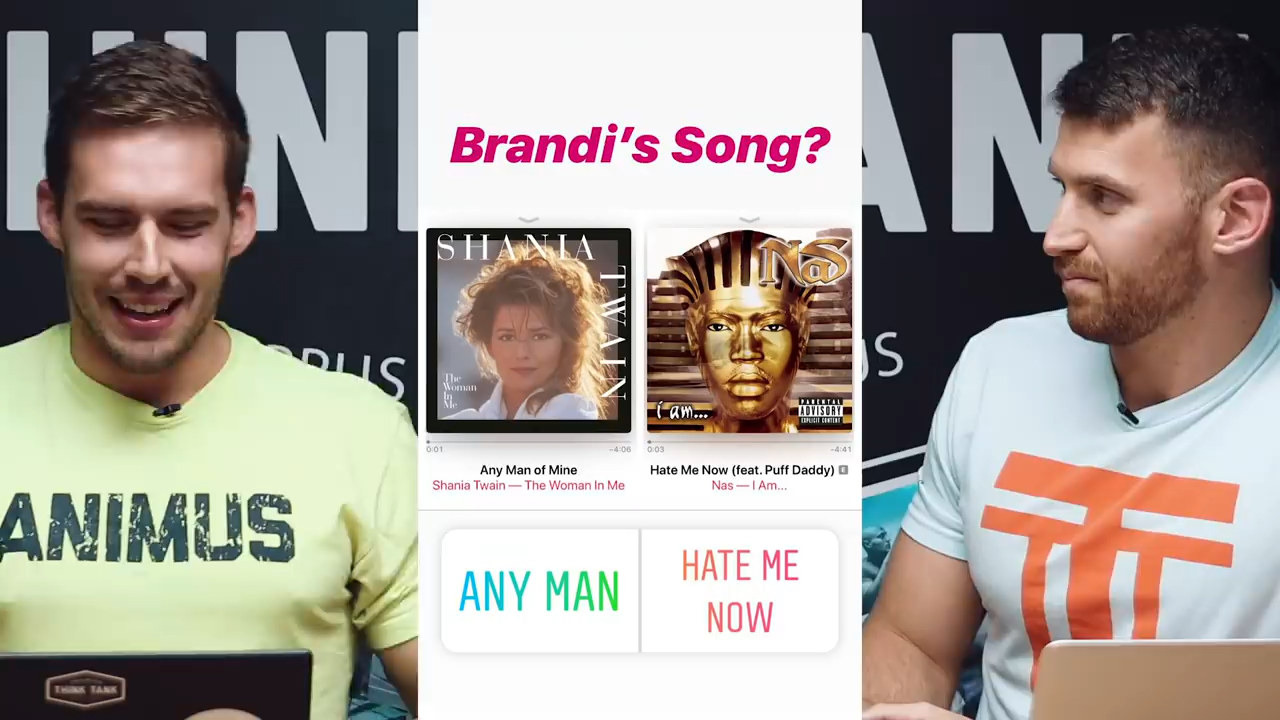 Brandi's Song?
SHANIA
TWAIN
The
Woman
In
Me
0:01
-4:06
Any Man of Mine
Shania Twain — The Woman In Me
Nas
i am...
PARENTAL
ADVISORY
EXPLICIT CONTENT
0:03
-4:41
Hate Me Now (feat. Puff Daddy) E
Nas — I Am...
ANY MAN
HATE ME
NOW
ANIMUS
THINK TANK
TT